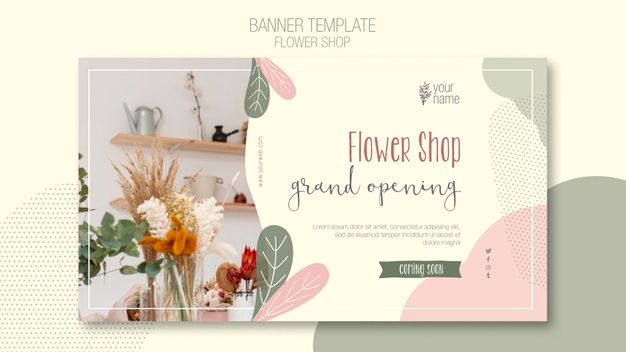 BANNER TEMPLATE
FLOWER SHOP
your
name
www.yourweb.com
Flower Shop
grand opening
Lorem ipsum dolor sit amet, consectetur adipiscing
elit, sed do eiusmod tempor incididunt ut labore et dolore
magna
COMING SOON